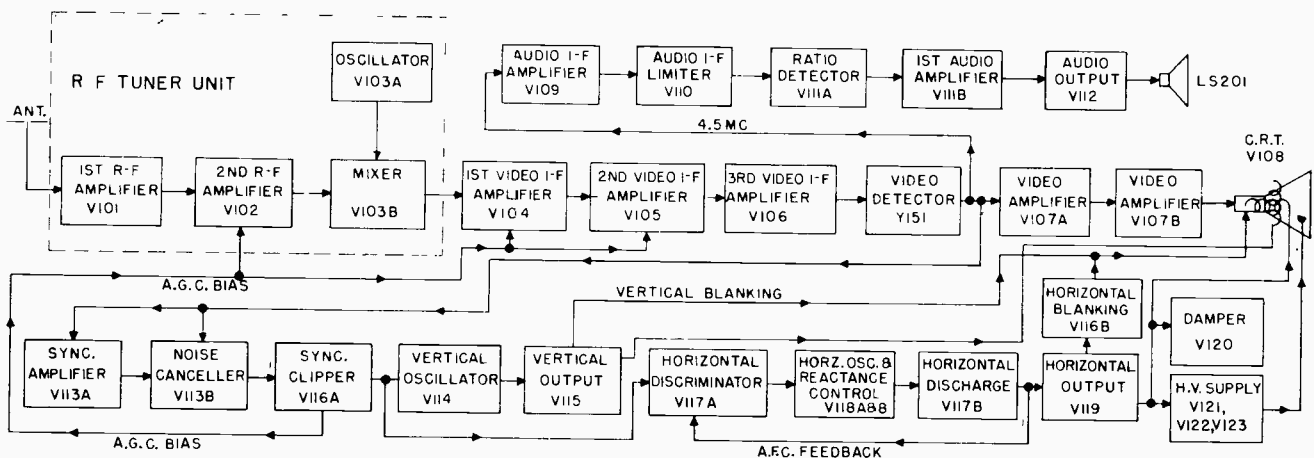 R F TUNER UNIT
ANT.
OSCILLATOR
V103A
1ST R-F
AMPLIFIER
V101
2ND R-F
AMPLIFIER
V102
MIXER
V103B
AUDIO I-F
AMPLIFIER
V109
AUDIO I-F
LIMITER
V110
RATIO
DETECTOR
V111A
1ST AUDIO
AMPLIFIER
V111B
AUDIO
OUTPUT
V112
LS201
4.5 MC
C.R.T.
V108
1ST VIDEO I-F
AMPLIFIER
V104
2ND VIDEO I-F
AMPLIFIER
V105
3RD VIDEO I-F
AMPLIFIER
V106
VIDEO
DETECTOR
Y151
VIDEO
AMPLIFIER
V107A
VIDEO
AMPLIFIER
V107B
A.G.C. BIAS
VERTICAL BLANKING
HORIZONTAL
BLANKING
V116B
DAMPER
V120
SYNC.
AMPLIFIER
V113A
NOISE
CANCELLER
V113B
SYNC.
CLIPPER
V116A
VERTICAL
OSCILLATOR
V114
VERTICAL
OUTPUT
V115
HORIZONTAL
DISCRIMINATOR
V117A
HORZ. OSC. &
REACTANCE
CONTROL
V118A&B
HORIZONTAL
DISCHARGE
V117B
HORIZONTAL
OUTPUT
V119
H.V. SUPPLY
V121,
V122,V123
A.G.C. BIAS
A.F.C. FEEDBACK